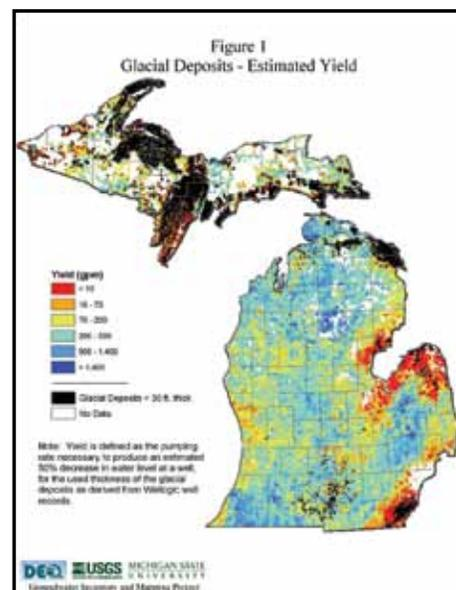 Figure 1
Glacial Deposits - Estimated Yield
Yield (gpm)
< 10
10 - 70
70 - 200
200 - 500
500 - 1,400
> 1,400
Glacial Deposits < 30 ft. thick
No Data
Note: Yield is defined as the pumping
rate necessary to produce an estimated
50% decrease in water level at a well,
for the used thickness of the glacial
deposits as derived from Wellogic well
records.
DEQ USGS MICHIGAN STATE
UNIVERSITY
Groundwater Inventory and Mapping Project